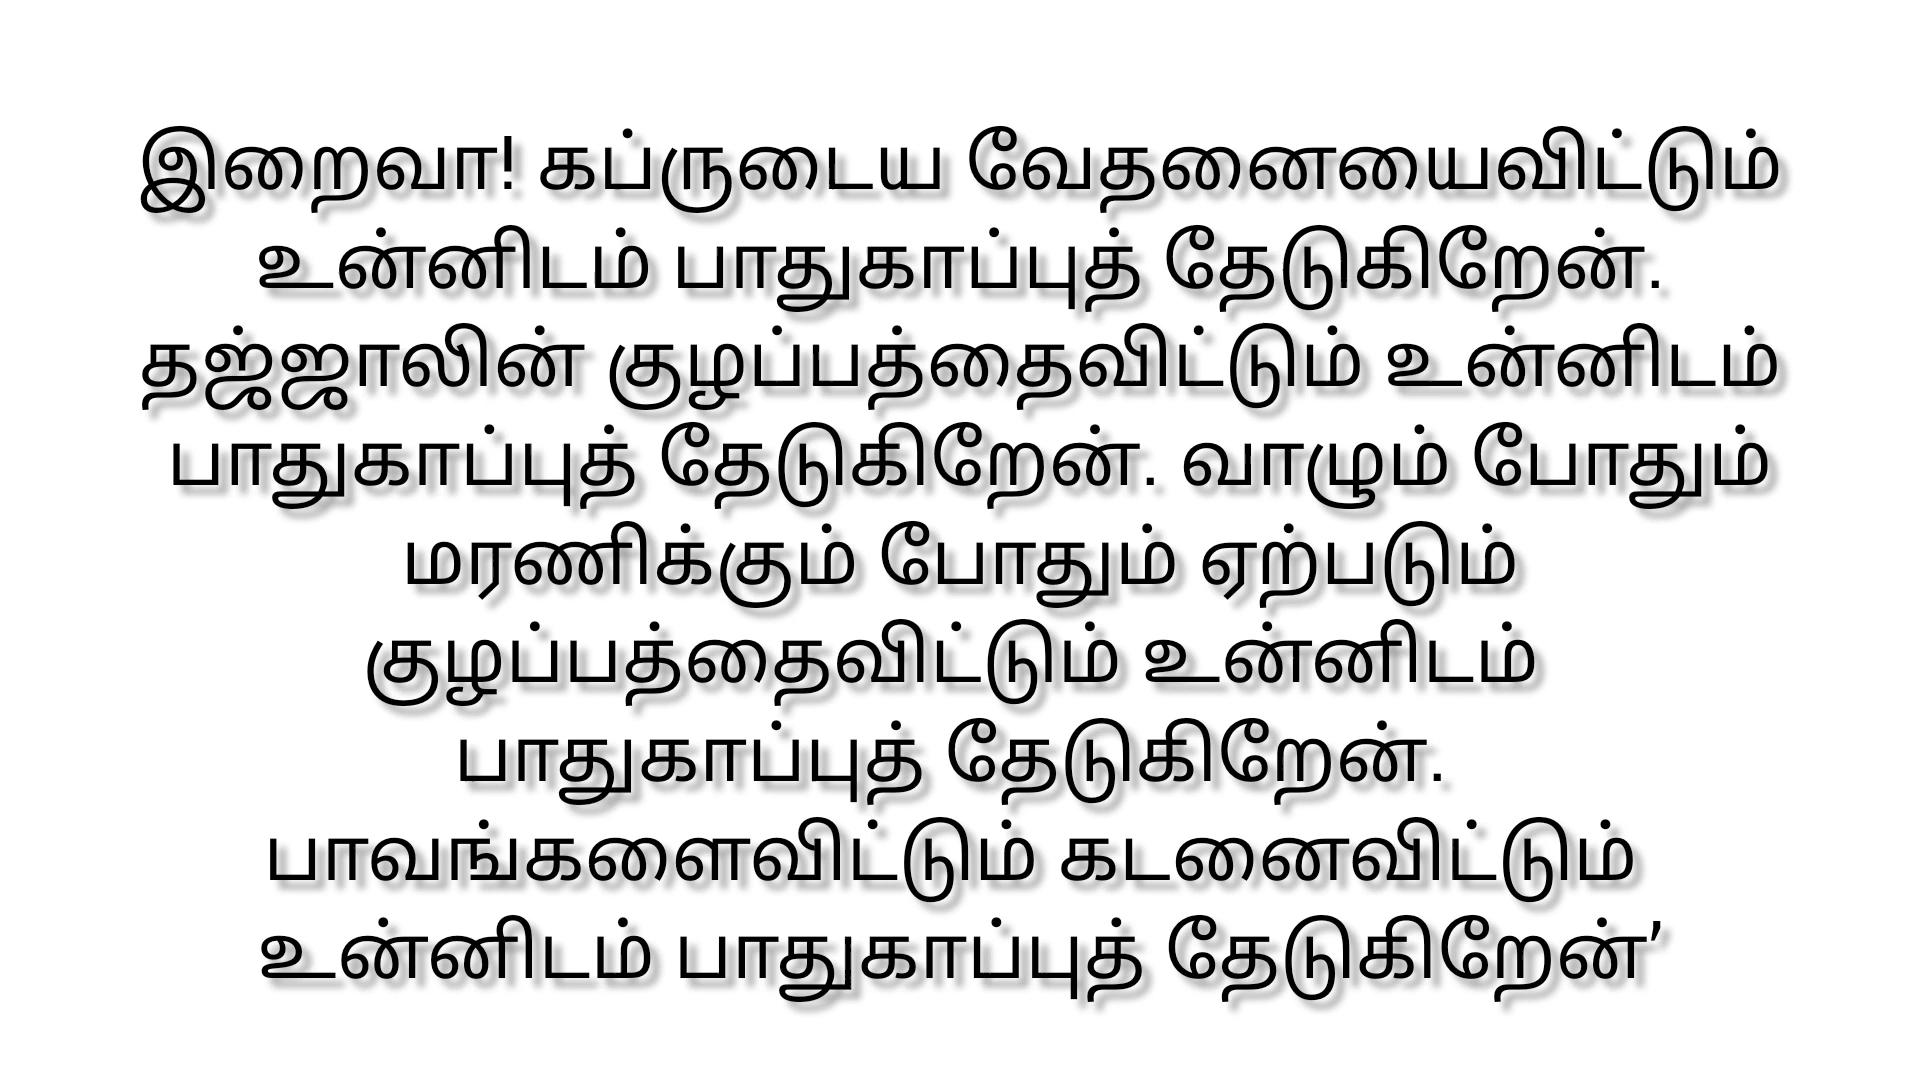 இறைவா! கப்ருடைய வேதனையைவிட்டும்
உன்னிடம் பாதுகாப்புத் தேடுகிறேன்.
தஜ்ஜாலின் குழப்பத்தைவிட்டும் உன்னிடம்
பாதுகாப்புத் தேடுகிறேன். வாழும் போதும்
மரணிக்கும் போதும் ஏற்படும்
குழப்பத்தைவிட்டும் உன்னிடம்
பாதுகாப்புத் தேடுகிறேன்.
பாவங்களைவிட்டும் கடனைவிட்டும்
உன்னிடம் பாதுகாப்புத் தேடுகிறேன்’